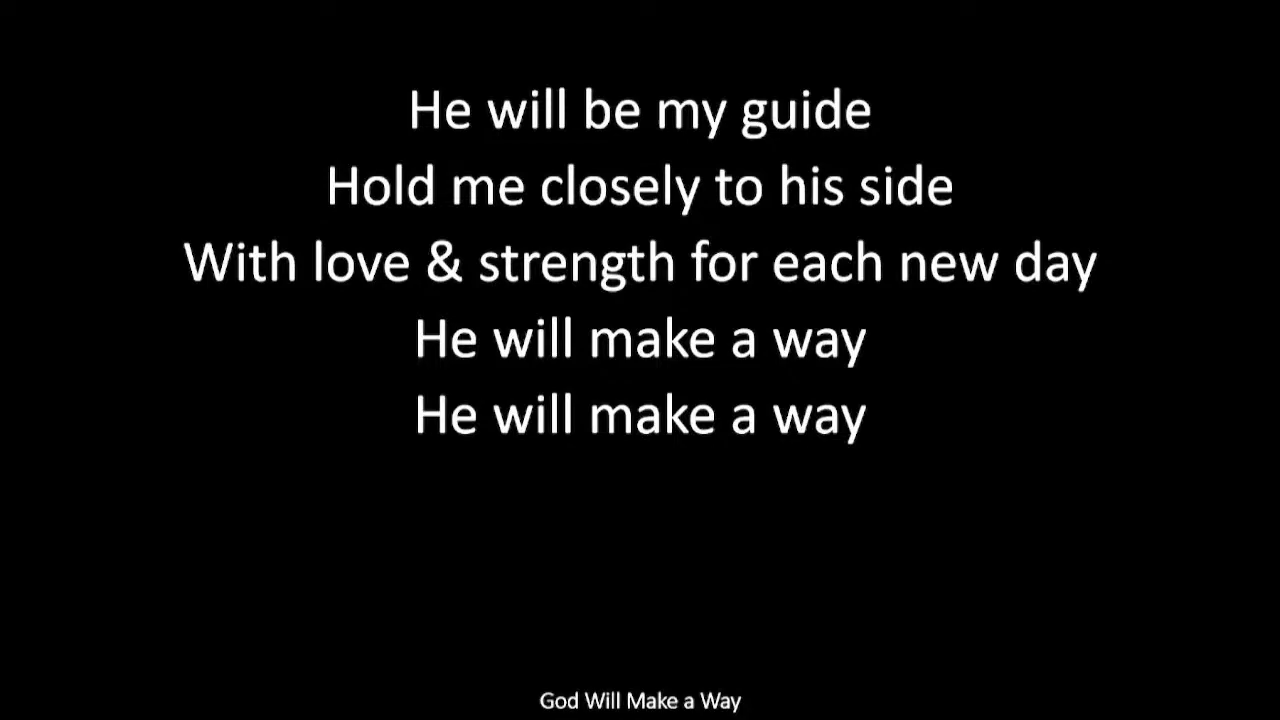 He will be my guide
Hold me closely to his side
With love & strength for each new day
He will make a way
He will make a way
God Will Make a Way